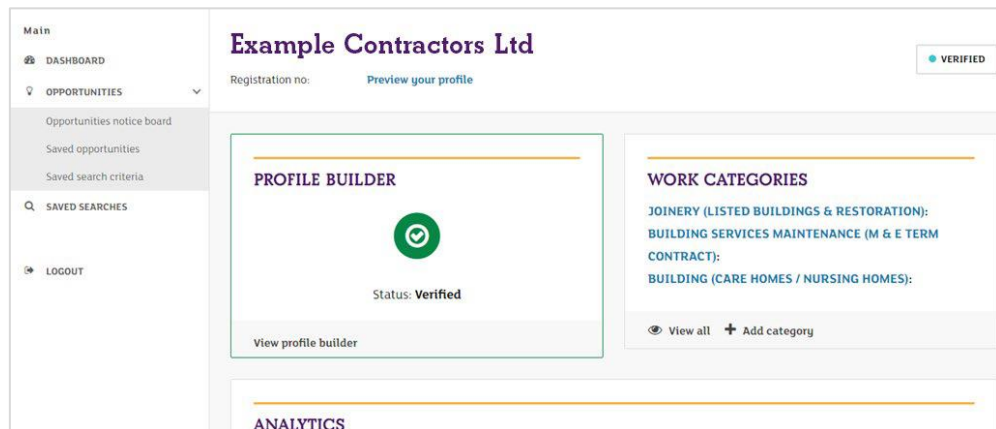 Main
DASHBOARD
OPPORTUNITIES
Opportunities notice board
Saved opportunities
Saved search criteria
SAVED SEARCHES
LOGOUT
Example Contractors Ltd
Registration no: Preview your profile
VERIFIED
PROFILE BUILDER
Status: Verified
View profile builder
WORK CATEGORIES
JOINERY (LISTED BUILDINGS & RESTORATION):
BUILDING SERVICES MAINTENANCE (M & E TERM
CONTRACT):
BUILDING (CARE HOMES / NURSING HOMES):
View all Add category
ANALYTICS